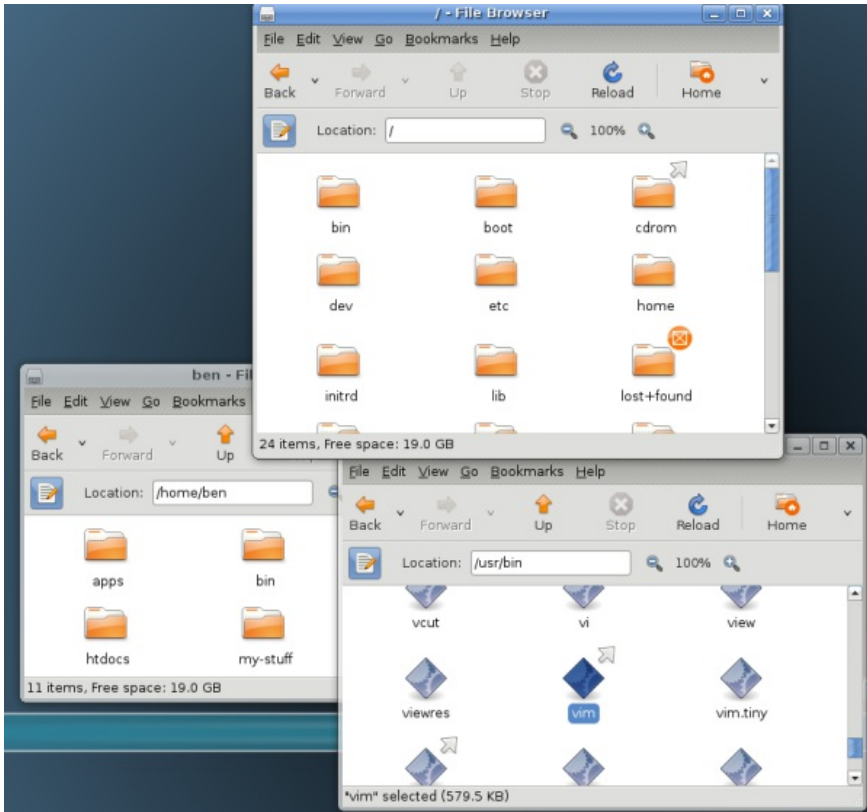 / - File Browser
File Edit View Go Bookmarks Help
Back Forward Up Stop Reload Home
Location: / 100%
bin boot cdrom
dev etc home
initrd lib lost+found
24 items, Free space: 19.0 GB
ben - Fil
File Edit View Go Bookmarks
Back Forward Up
Location: /home/ben
apps bin
htdocs my-stuff
11 items, Free space: 19.0 GB
File Edit View Go Bookmarks Help
Back Forward Up Stop Reload Home
Location: /usr/bin 100%
vcut vi view
viewres vim vim.tiny
"vim" selected (579.5 KB)